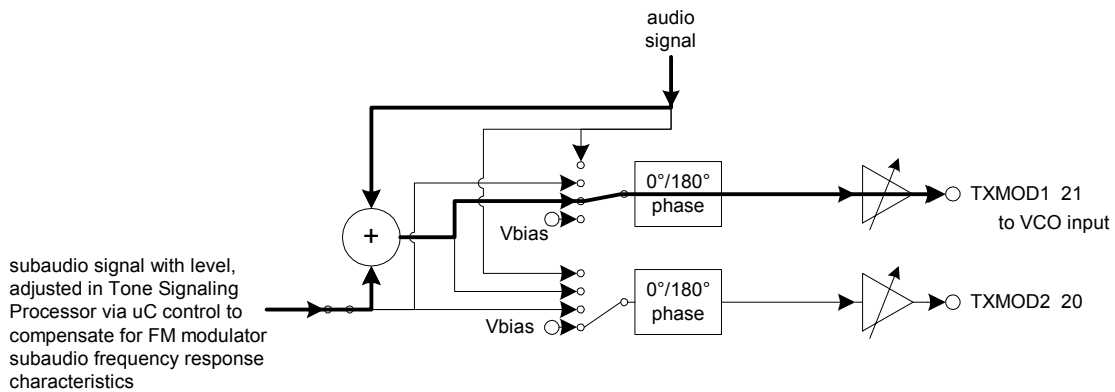 audio
signal
0°/180°
phase
TXMOD1 21
to VCO input
Vbias
+
subaudio signal with level,
adjusted in Tone Signaling
Processor via uC control to
compensate for FM modulator
subaudio frequency response
characteristics
0°/180°
phase
TXMOD2 20
Vbias